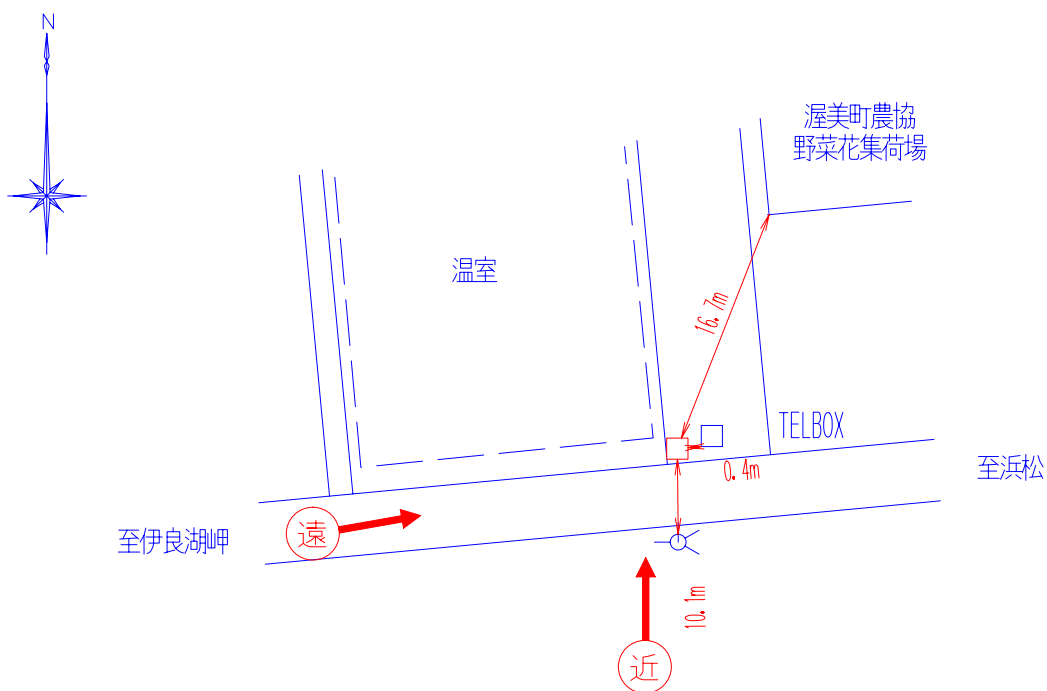 N
渥美町農協
野菜花集荷場
温室
16.7m
TELBOX
0.4m
至浜松
至伊良湖岬
遠
10.1m
近